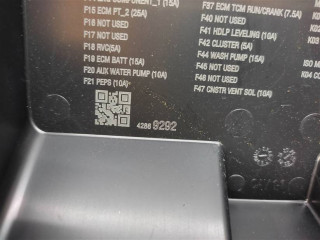 F15 ECM PT_2 (25A)
F16 NOT USED
F17 NOT USED
F18 RVC(5A)
F19 ECM BATT (15A)
F20 AUX WATER PUMP (10A)
F21 PEPS (10A)
F37 ECM TCM RUN/CRANK (7.5A)
F38 NOT USED
F41 HDLP LEVELING (10A)
F42 CLUSTER (5A)
F44 WASH PUMP (15A)
F45 NOT USED
F46 NOT USED
F47 CNSTR VENT SOL (10A)
4286 9292